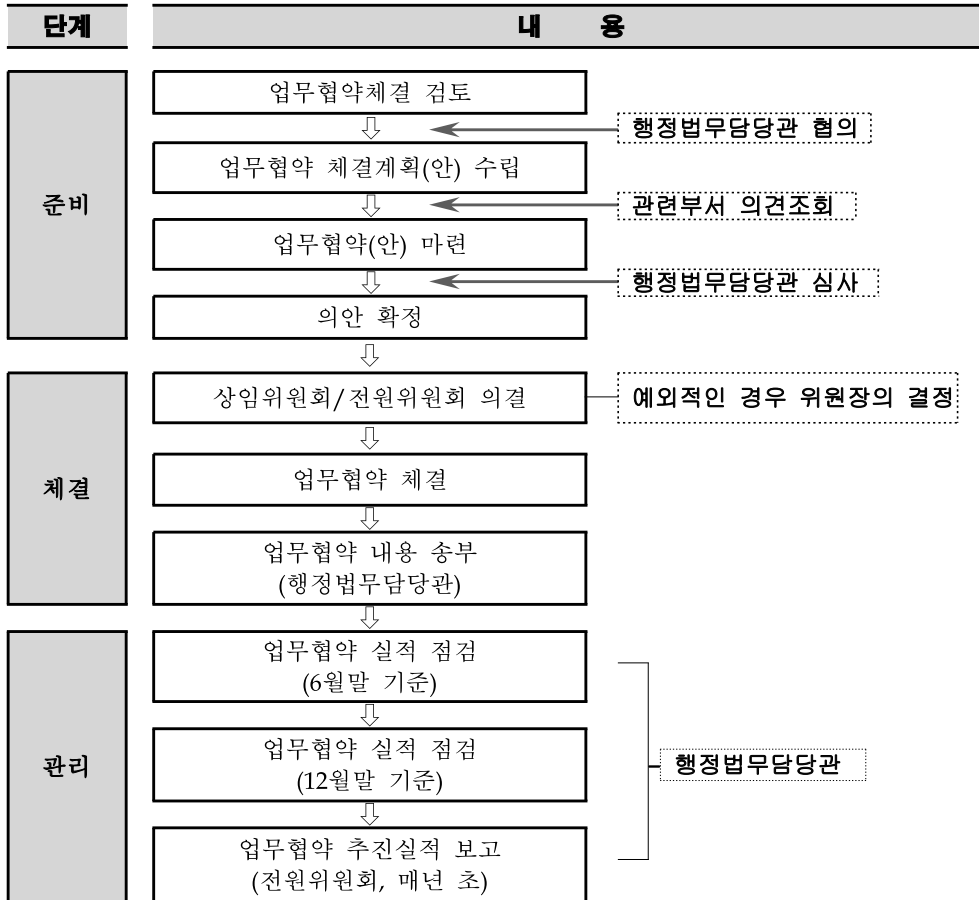 단계
내 용
준비
업무협약체결 검토
행정법무담당관 협의
업무협약 체결계획(안) 수립
관련부서 의견조회
업무협약(안) 마련
행정법무담당관 심사
의안 확정
체결
상임위원회/전원위원회 의결
예외적인 경우 위원장의 결정
업무협약 체결
업무협약 내용 송부
(행정법무담당관)
관리
업무협약 실적 점검
(6월말 기준)
업무협약 실적 점검
(12월말 기준)
행정법무담당관
업무협약 추진실적 보고
(전원위원회, 매년 초)